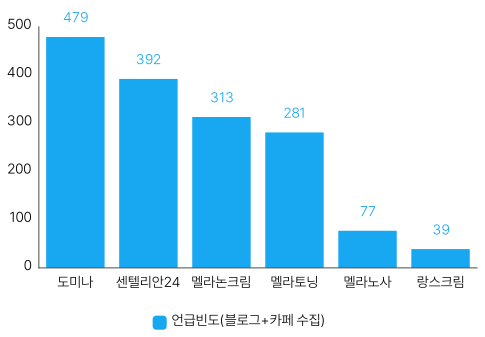 500
400
300
200
100
0
479
392
313
281
77
39
도미나
센텔리안24
멜라논크림
멜라토닝
멜라노사
랑스크림
언급빈도(블로그+카페 수집)